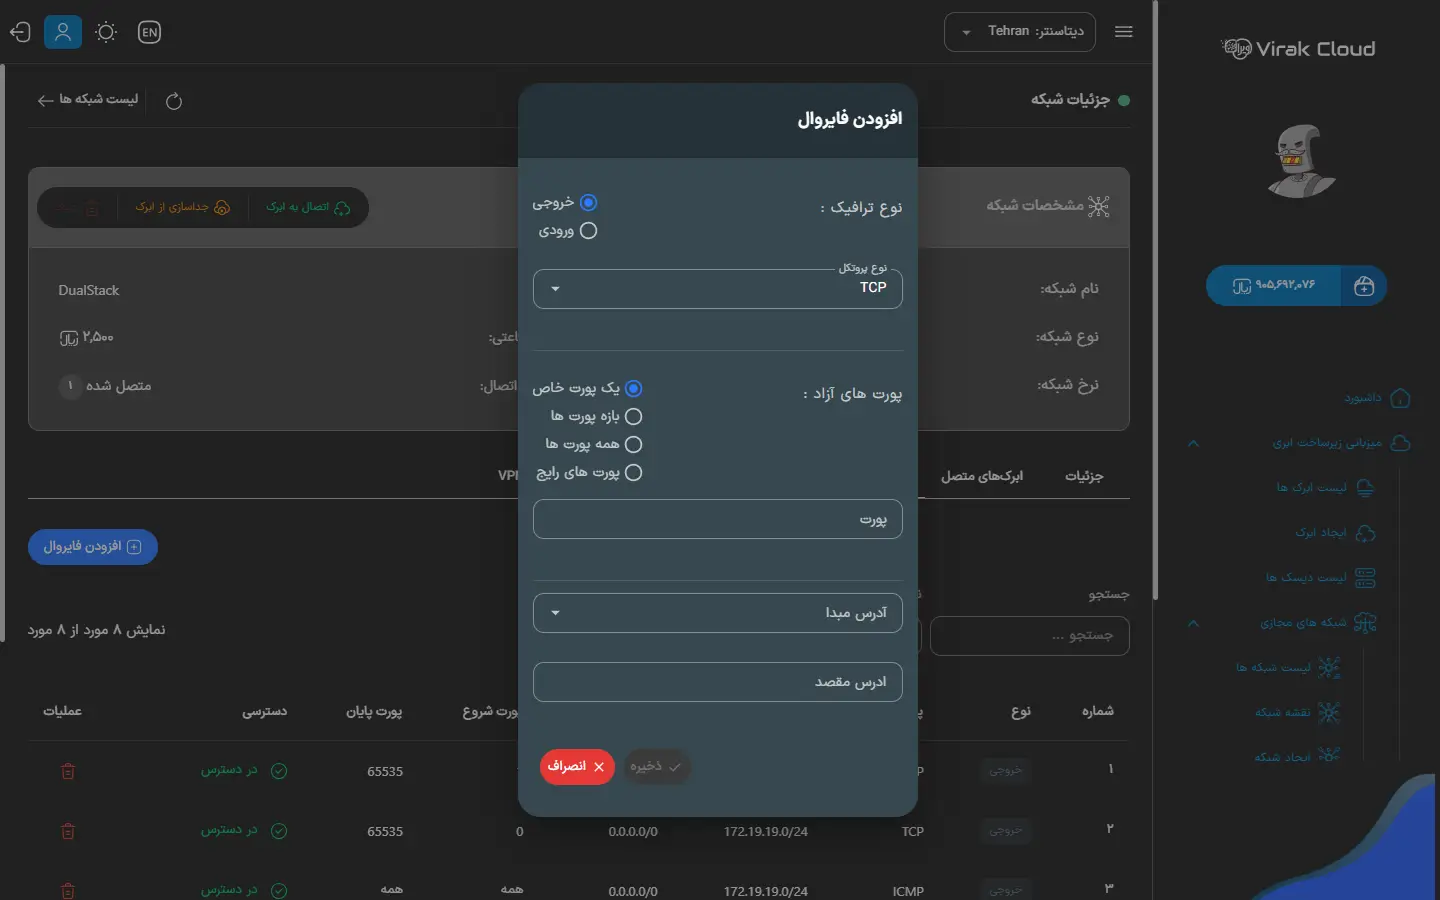 EN
دیتاسنتر: Tehran
Virak Cloud
جزئیات شبکه
لیست شبکه ها
افزودن فایروال
مشخصات شبکه
اتصال به ابرک
جداسازی از ابرک
نوع ترافیک :
خروجی
ورودی
نوع پروتکل
TCP
نام شبکه:
DualStack
۹۰۵,۶۹۲,۰۷۶ ریال
نوع شبکه:
اعتی:
۲,۵۰۰ ریال
نرخ شبکه:
اتصال:
متصل شده ۱
پورت های آزاد :
یک پورت خاص
بازه پورت ها
همه پورت ها
پورت های رایج
داشبورد
میزبانی زیرساخت ابری
لیست ابرک ها
ایجاد ابرک
لیست دیسک ها
شبکه های مجازی
لیست شبکه ها
نقشه شبکه
ایجاد شبکه
جزئیات
ابرک‌های متصل
VPN
پورت
افزودن فایروال
جستجو
جستجو ...
نمایش ۸ مورد از ۸ مورد
آدرس مبدا
ادرس مقصد
شماره
نوع
ورت شروع
پورت پایان
دسترسی
عملیات
ذخیره
انصراف
۱
خروجی
P
65535
در دسترس
۲
خروجی
TCP
172.19.19.0/24
0.0.0.0/0
0
65535
در دسترس
۳
خروجی
ICMP
172.19.19.0/24
0.0.0.0/0
همه
همه
در دسترس